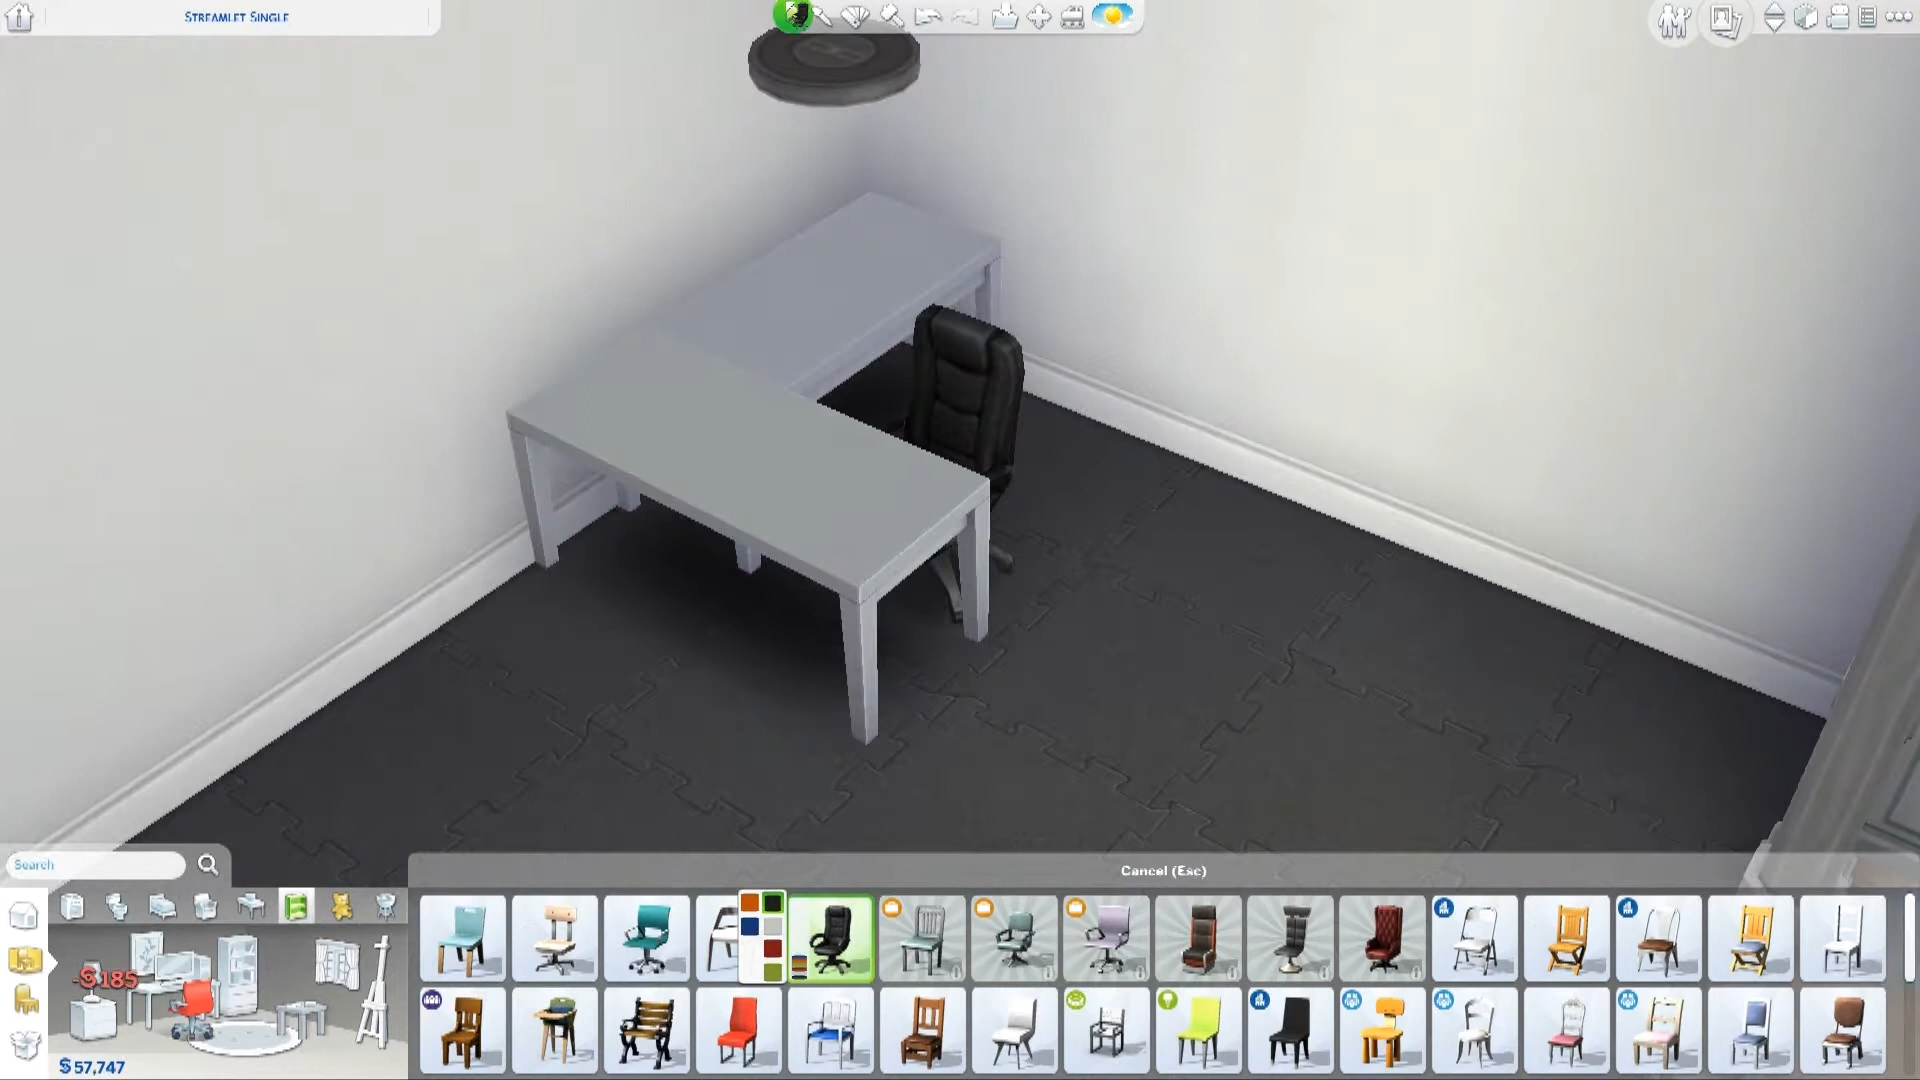 STREAMLET SINGLE
Cancel (Esc)
Search
-$185
$57,747